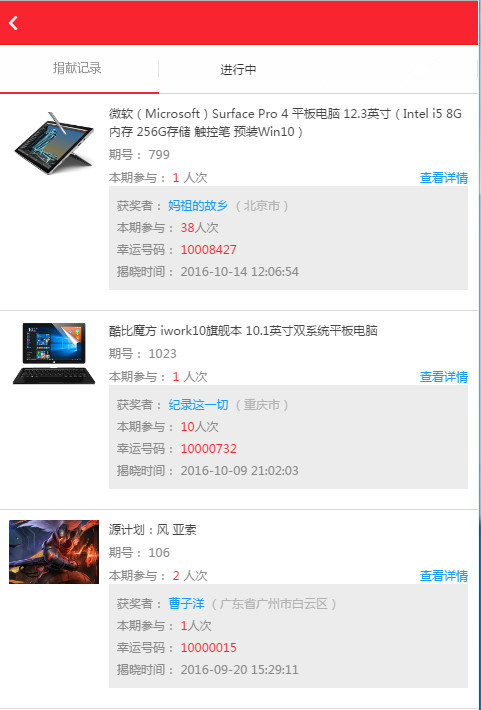 捐献记录
进行中
微软（Microsoft）Surface Pro 4 平板电脑 12.3英寸（Intel i5 8G
内存 256G存储 触控笔 预装Win10）
期号： 799
本期参与： 1 人次
查看详情
获奖者： 妈祖的故乡 （北京市）
本期参与： 38人次
幸运号码： 10008427
揭晓时间： 2016-10-14 12:06:54
酷比魔方 iwork10旗舰本 10.1英寸双系统平板电脑
期号： 1023
本期参与： 1 人次
查看详情
获奖者： 纪录这一切 （重庆市）
本期参与： 10人次
幸运号码： 10000732
揭晓时间： 2016-10-09 21:02:03
源计划：风 亚索
期号： 106
本期参与： 2 人次
查看详情
获奖者： 曹子洋 （广东省广州市白云区）
本期参与： 1人次
幸运号码： 10000015
揭晓时间： 2016-09-20 15:29:11